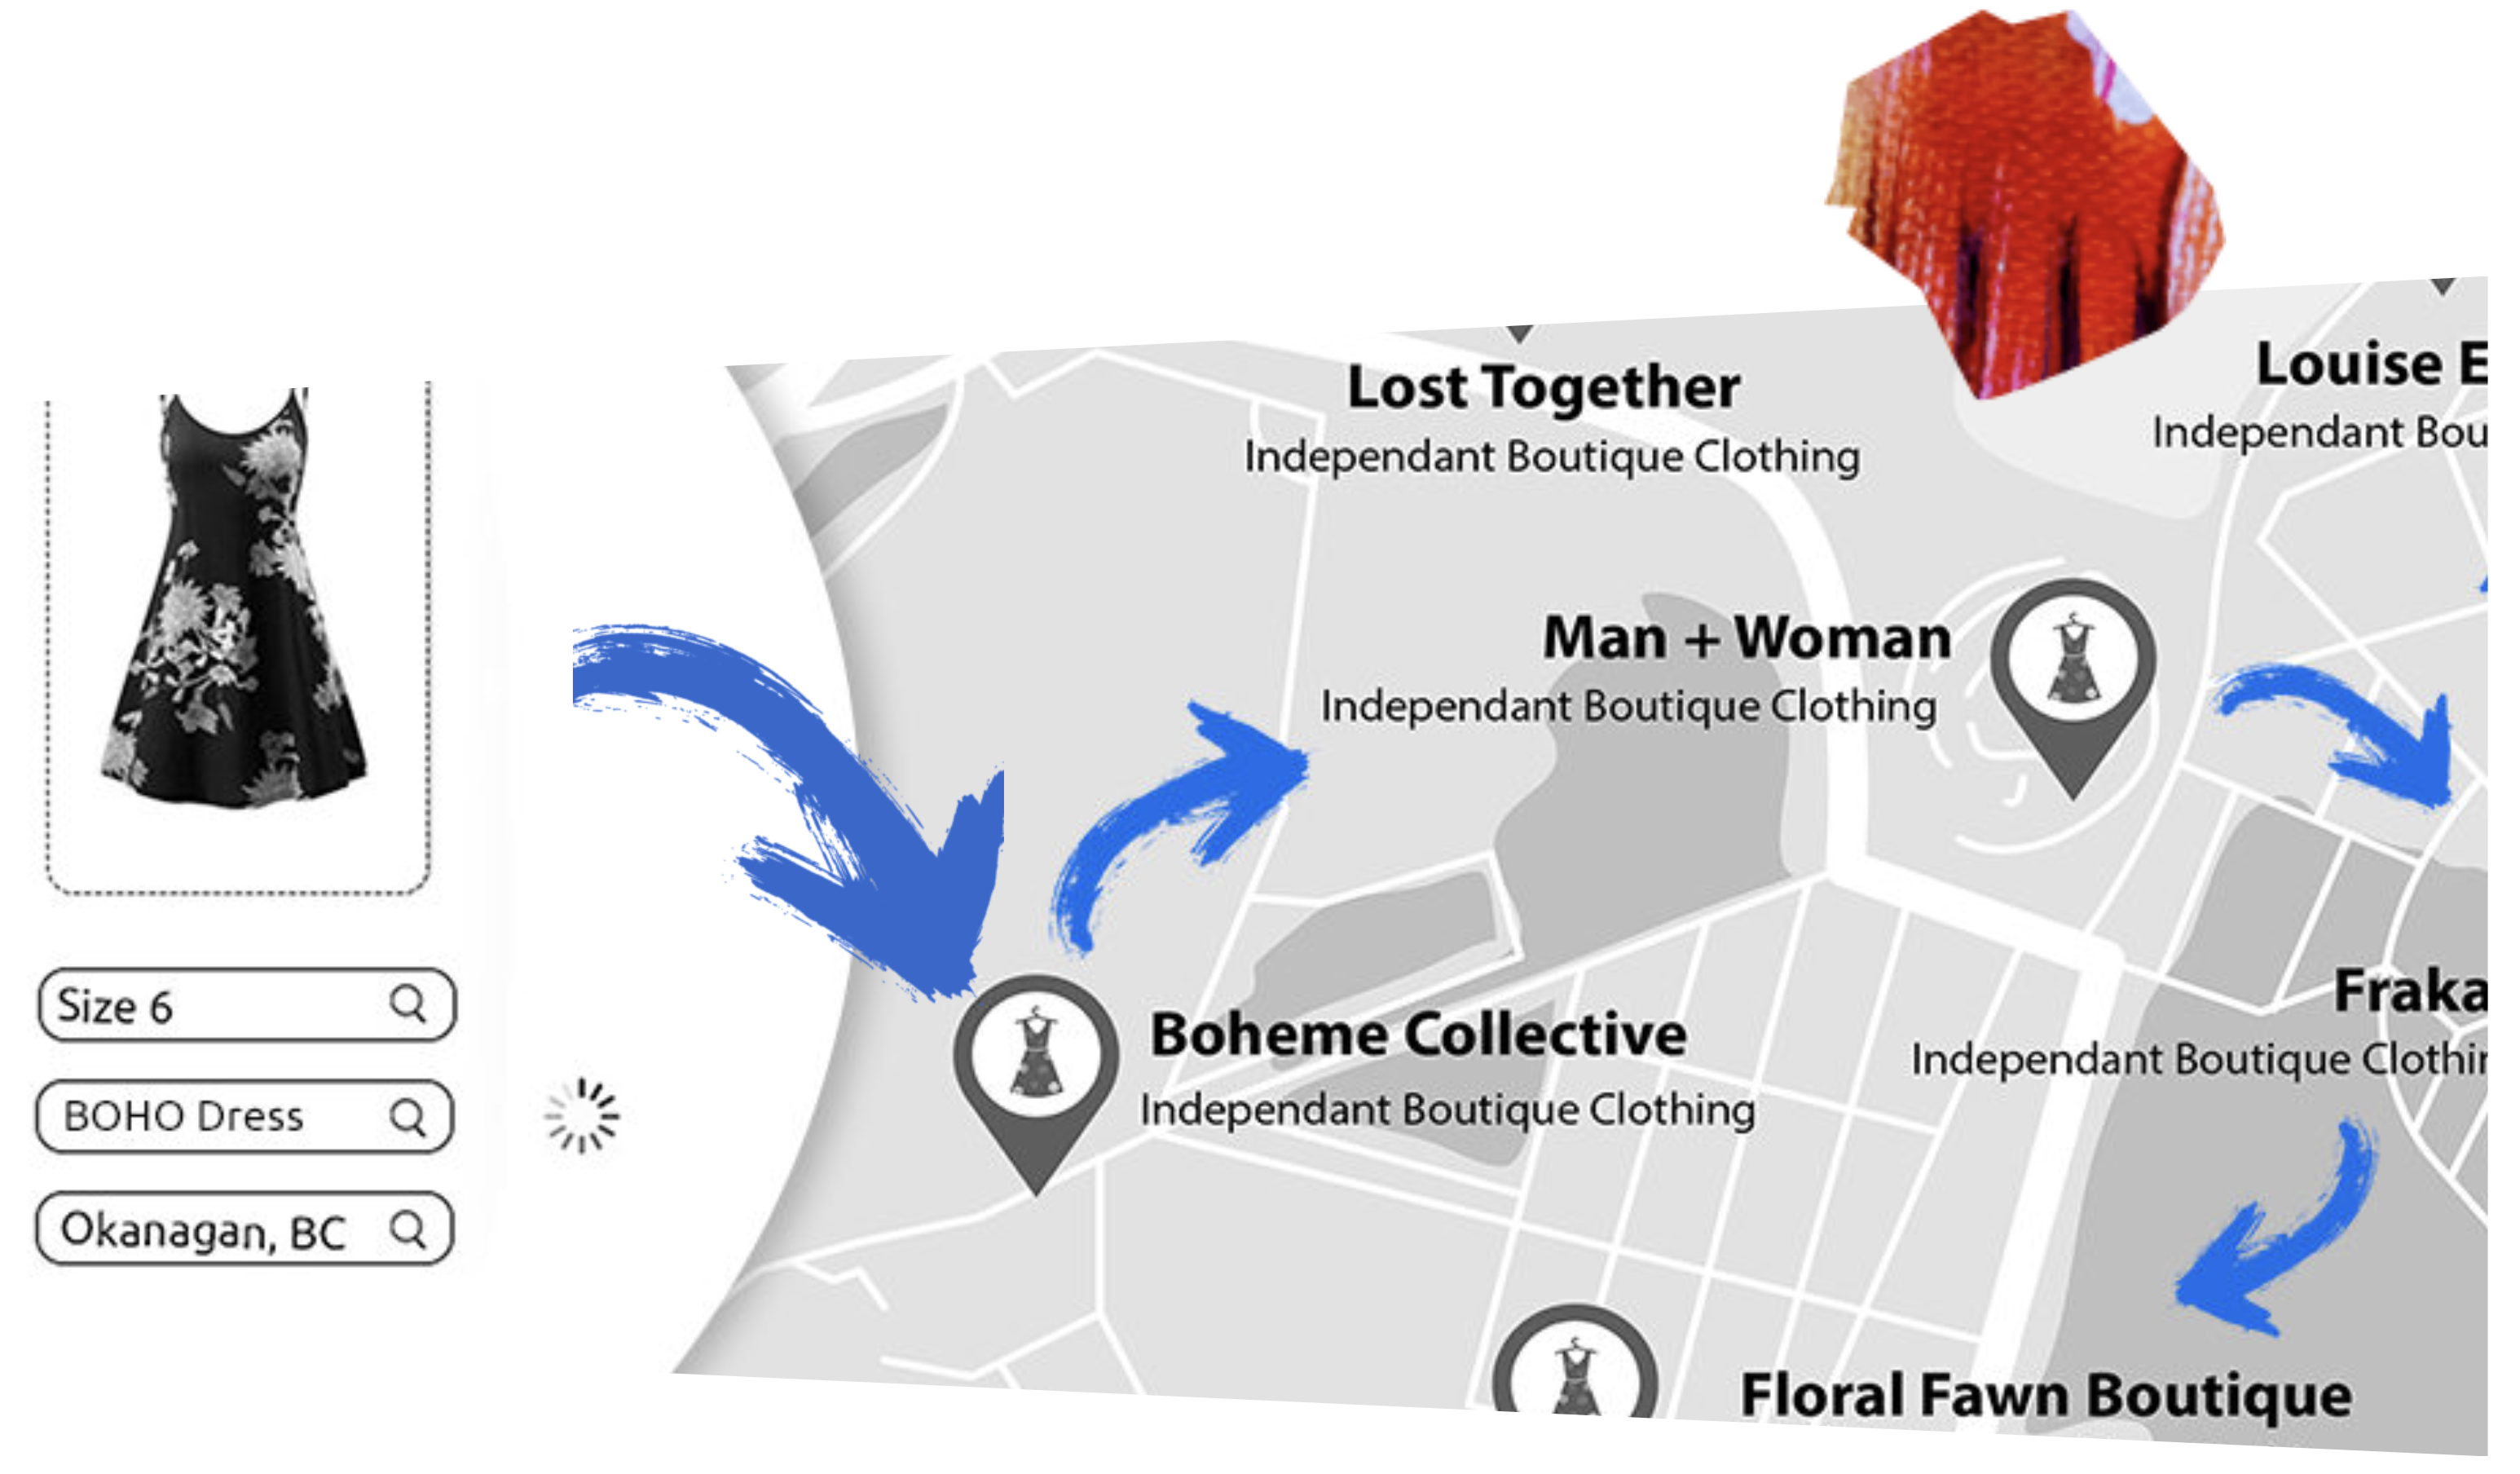 Size 6
BOHO Dress
Okanagan, BC
Lost Together
Independant Boutique Clothing
Louise E
Independant Bou
Man + Woman
Independant Boutique Clothing
Boheme Collective
Independant Boutique Clothing
Fraka
Independant Boutique Clothin
Floral Fawn Boutique